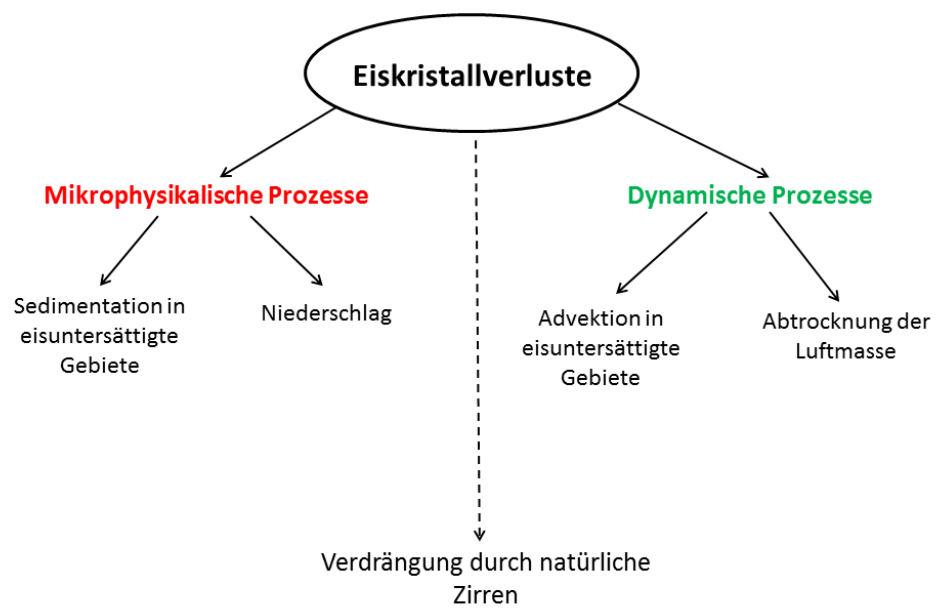 Eiskristallverluste
Mikrophysikalische Prozesse
Dynamische Prozesse
Sedimentation in
eisuntersättigte
Gebiete
Niederschlag
Advektion in
eisuntersättigte
Gebiete
Abtrocknung der
Luftmasse
Verdrängung durch natürliche
Zirren